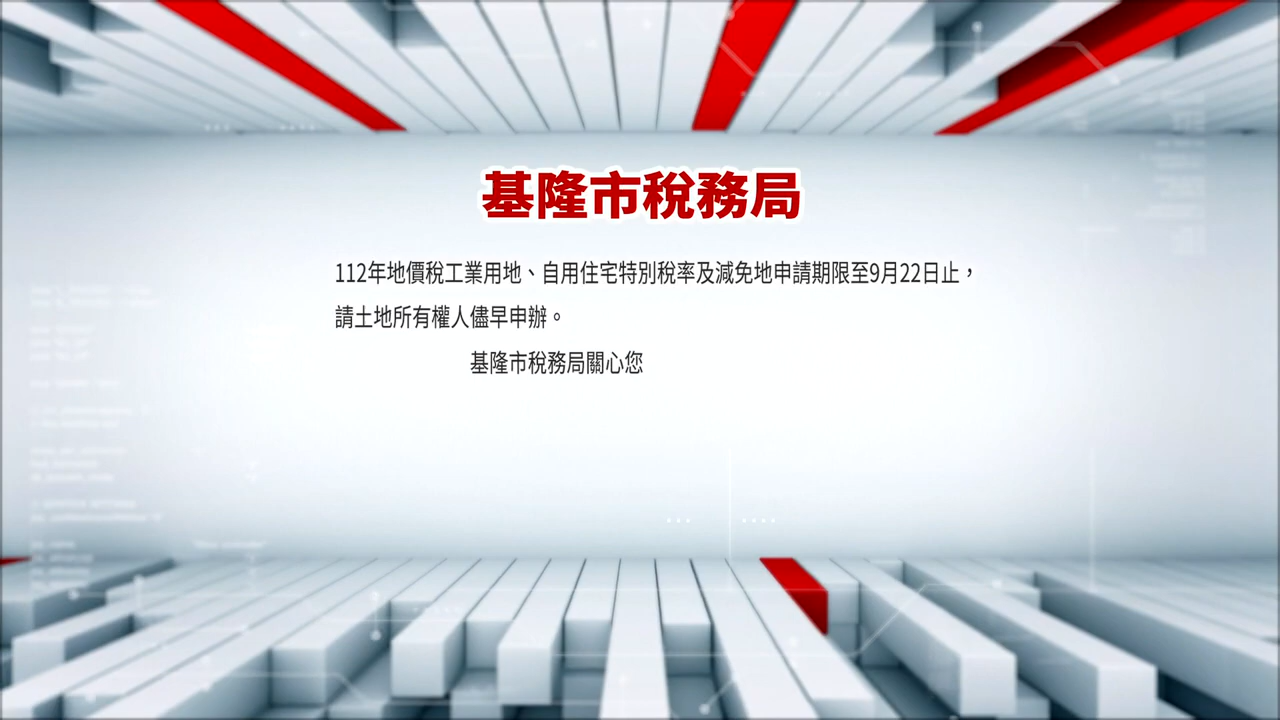 基隆市稅務局
112年地價稅工業用地、自用住宅特別稅率及減免地申請期限至9月22日止，
請土地所有權人儘早申辦。
基隆市稅務局關心您